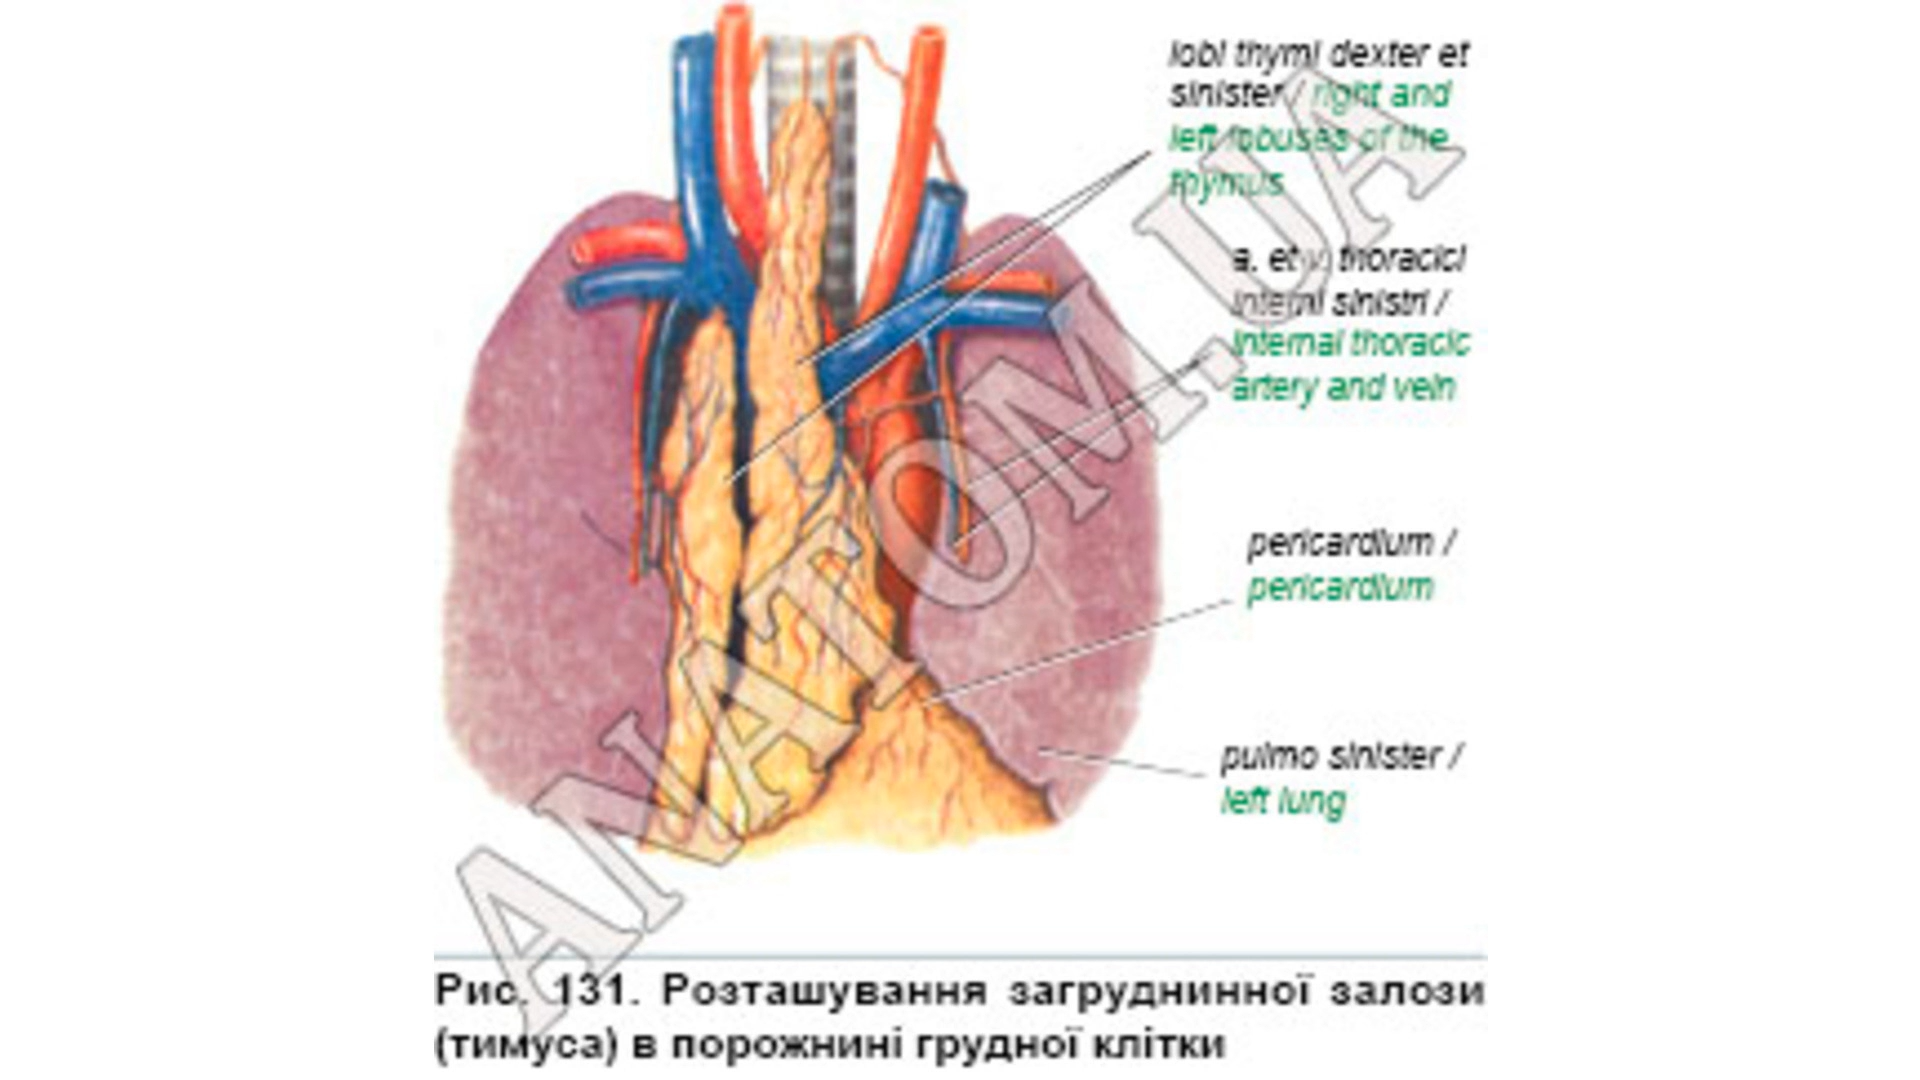 lobi thymi dexter et
sinister / right and
left lobuses of the
thymus
a. et v. thoracici
interni sinistri /
internal thoracic
artery and vein
pericardium /
pericardium
pulmo sinister /
left lung
ANATOM.UA
Рис. 131. Розташування загруднинної залози
(тимуса) в порожнині грудної клітки